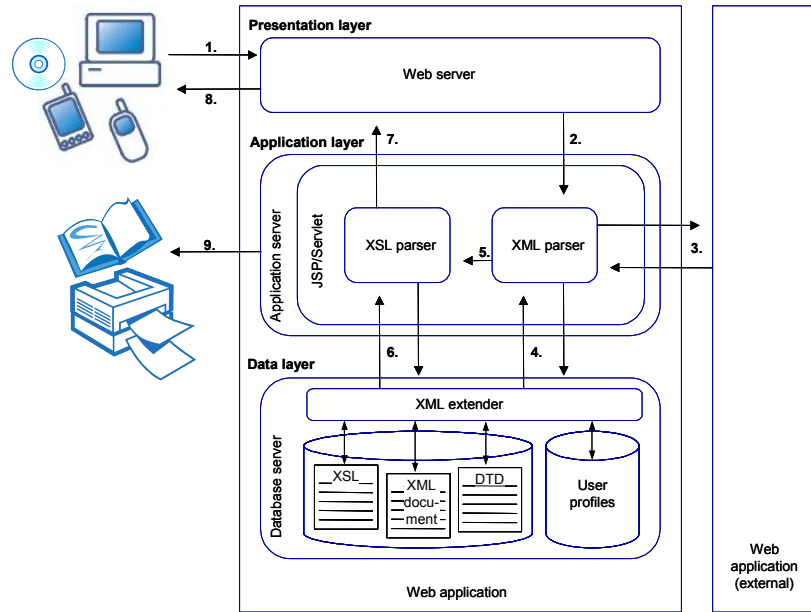 Presentation layer
1.
Web server
8.
Application layer
7.
2.
Application server
JSP/Servlet
XSL parser
5.
XML parser
3.
9.
6.
4.
Data layer
XML extender
Database server
XSL
XML
docu-
ment
DTD
User
profiles
Web application
Web
application
(external)